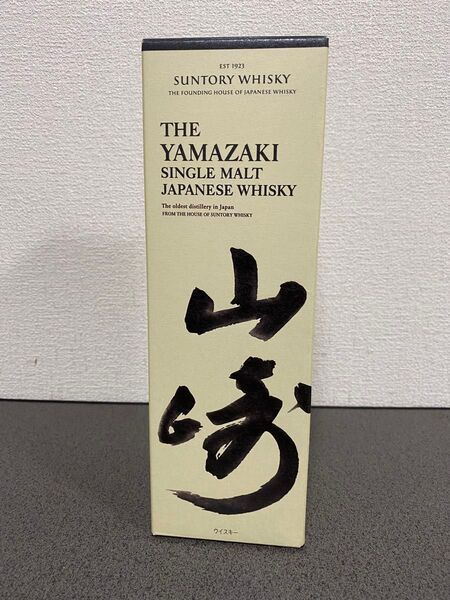 EST 1923
SUNTORY WHISKY
THE FOUNDING HOUSE OF JAPANESE WHISKY
THE
YAMAZAKI
SINGLE MALT
JAPANESE WHISKY
The oldest distillery in Japan
FROM THE HOUSE OF SUNTORY WHISKY
山
崎
ウイスキー